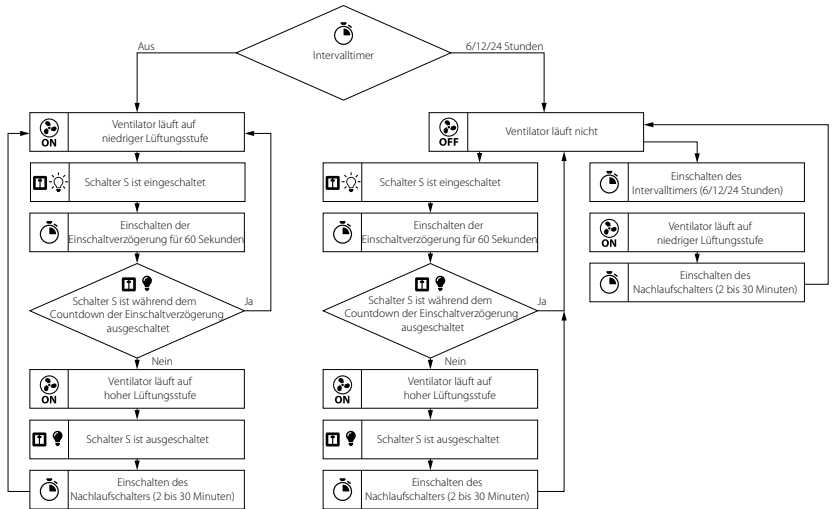 Intervalltimer
Aus
6/12/24 Stunden
ON
Ventilator läuft auf
niedriger Lüftungsstufe
Schalter S ist eingeschaltet
Einschalten der
Einschaltverzögerung für 60 Sekunden
Schalter S ist während dem
Countdown der Einschaltverzögerung
ausgeschaltet
Ja
Nein
ON
Ventilator läuft auf
hoher Lüftungsstufe
Schalter S ist ausgeschaltet
Einschalten des
Nachlaufschalters (2 bis 30 Minuten)
OFF
Ventilator läuft nicht
Schalter S ist eingeschaltet
Einschalten der
Einschaltverzögerung für 60 Sekunden
Schalter S ist während dem
Countdown der Einschaltverzögerung
ausgeschaltet
Ja
Nein
ON
Ventilator läuft auf
hoher Lüftungsstufe
Schalter S ist ausgeschaltet
Einschalten des
Nachlaufschalters (2 bis 30 Minuten)
Einschalten des
Intervalltimers (6/12/24 Stunden)
ON
Ventilator läuft auf
niedriger Lüftungsstufe
Einschalten des
Nachlaufschalters (2 bis 30 Minuten)